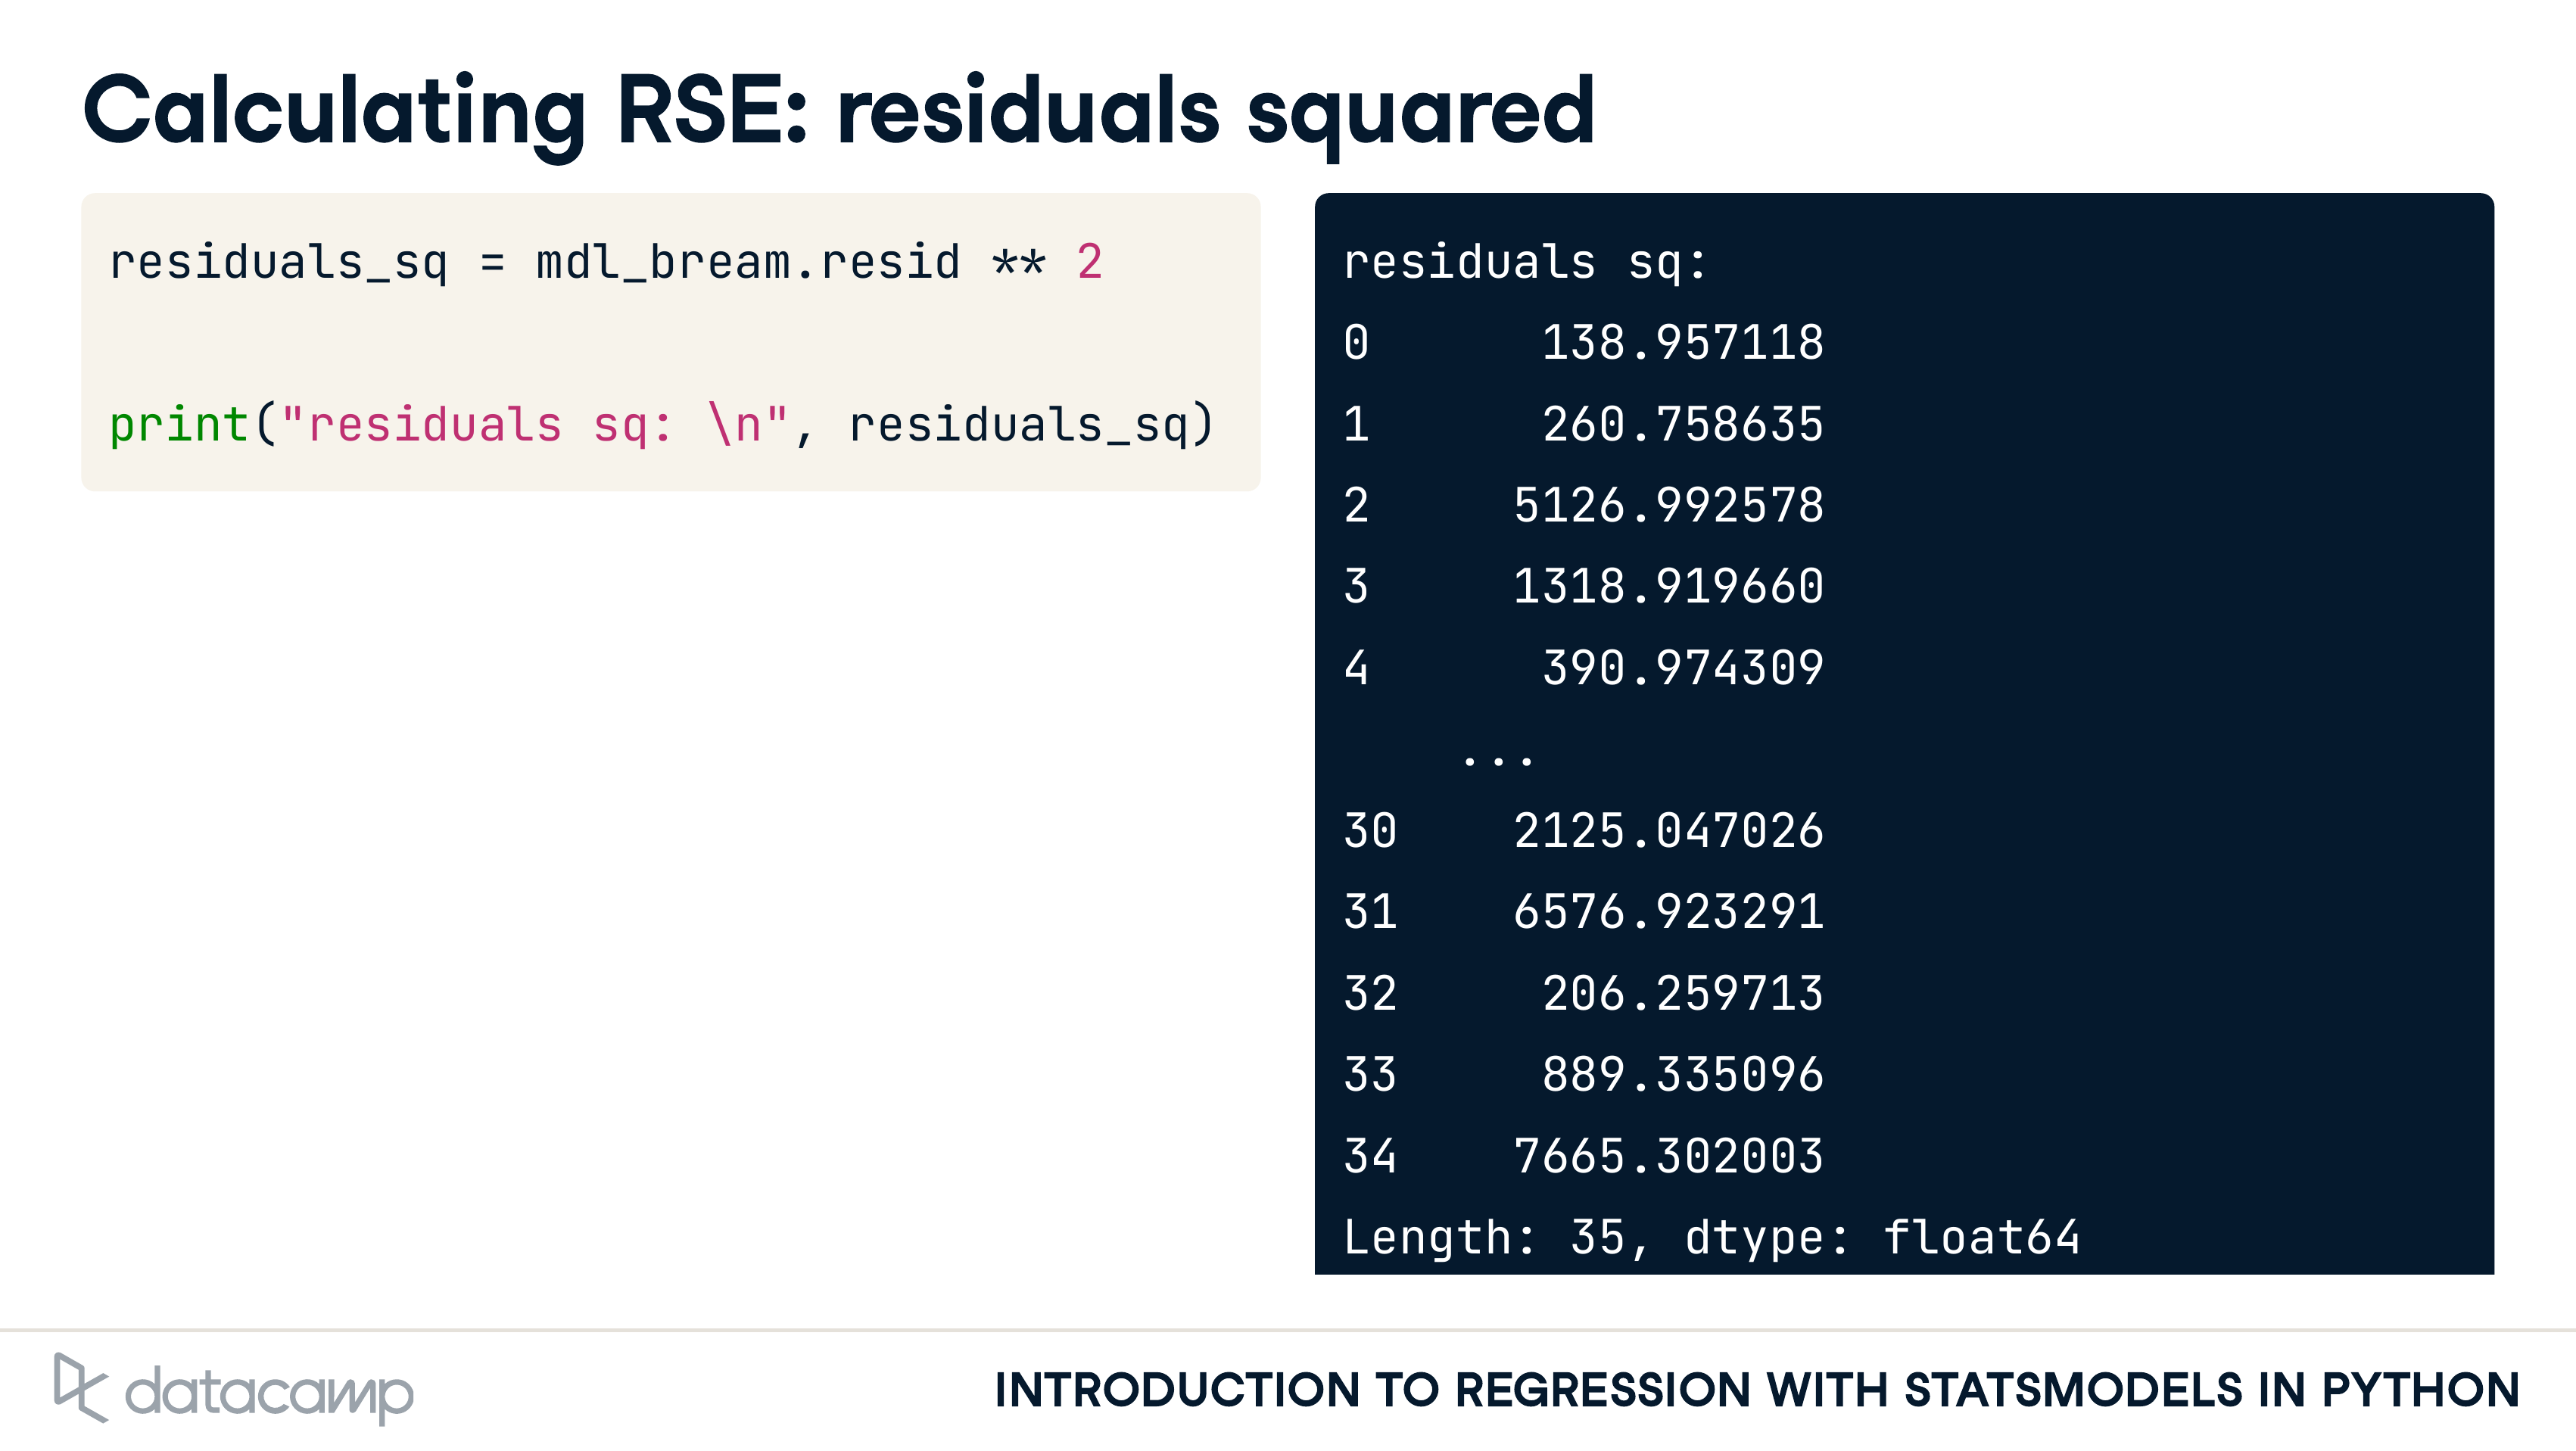 Calculating RSE: residuals squared
residuals_sq = mdl_bream.resid ** 2
print("residuals sq: \n", residuals_sq)
residuals sq:
0      138.957118
1      260.758635
2     5126.992578
3     1318.919660
4      390.974309
    ...
30    2125.047026
31    6576.923291
32     206.259713
33     889.335096
34    7665.302003
Length: 35, dtype: float64
datacamp
INTRODUCTION TO REGRESSION WITH STATSMODELS IN PYTHON